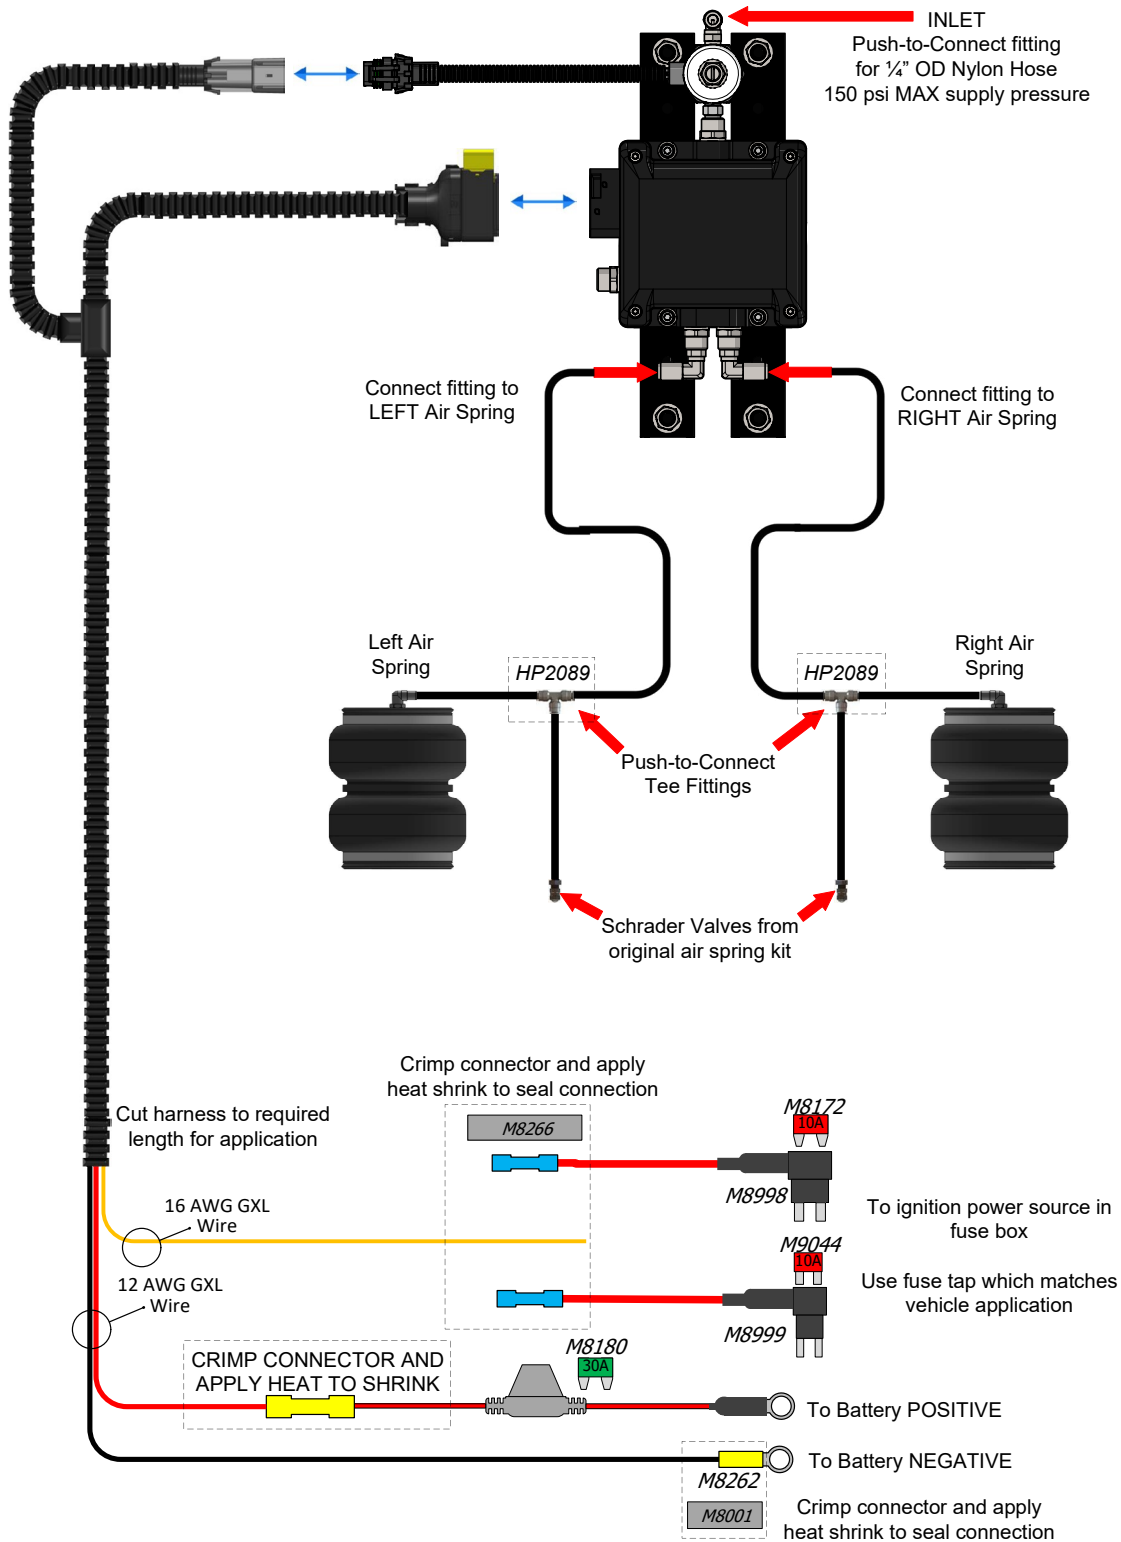 INLET
Push-to-Connect fitting
for ¼” OD Nylon Hose
150 psi MAX supply pressure
Connect fitting to
LEFT Air Spring
Connect fitting to
RIGHT Air Spring
Left Air
Spring
HP2089
HP2089
Right Air
Spring
Push-to-Connect
Tee Fittings
Schrader Valves from
original air spring kit
Crimp connector and apply
heat shrink to seal connection
Cut harness to required
length for application
M8266
M8172
10A
M8998
To ignition power source in
fuse box
16 AWG GXL
Wire
M9044
10A
Use fuse tap which matches
vehicle application
12 AWG GXL
Wire
M8999
CRIMP CONNECTOR AND
APPLY HEAT TO SHRINK
M8180
30A
To Battery POSITIVE
To Battery NEGATIVE
M8262
M8001
Crimp connector and apply
heat shrink to seal connection